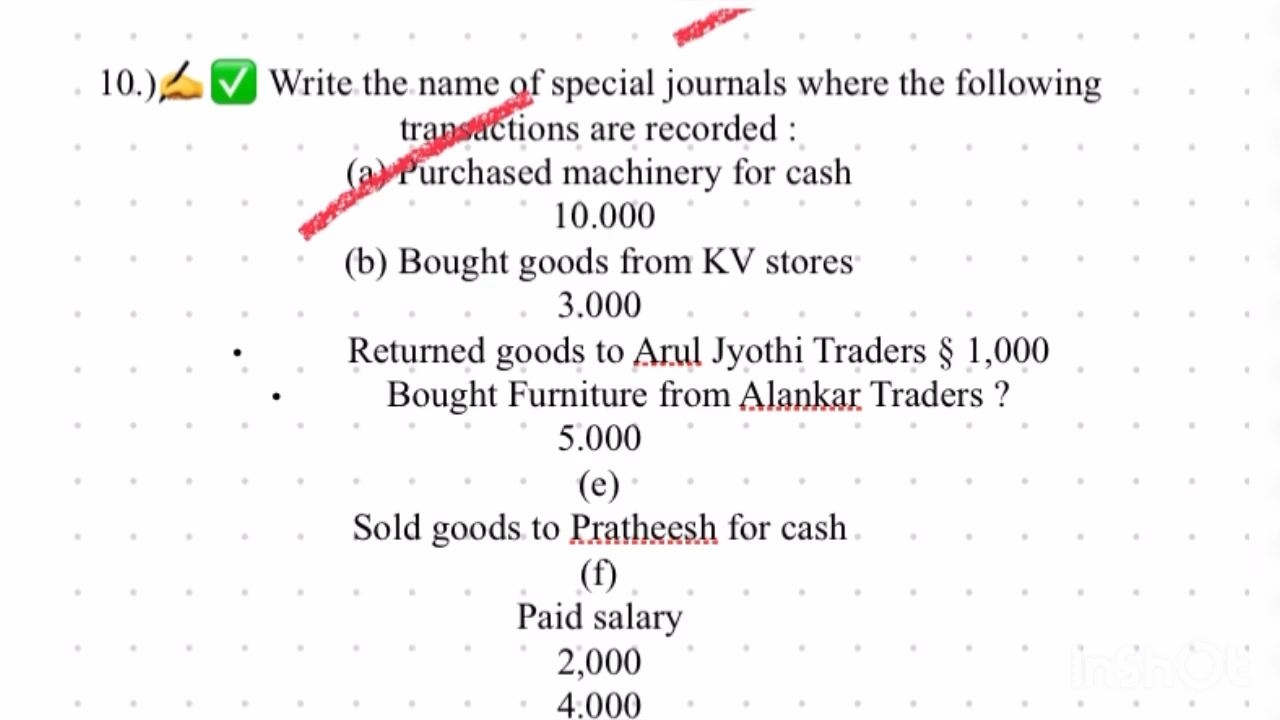 10.)✍️ ✅ Write the name of special journals where the following
transactions are recorded :
(a) Purchased machinery for cash
10.000
(b) Bought goods from KV stores
3.000
• Returned goods to Arul Jyothi Traders § 1,000
• Bought Furniture from Alankar Traders ?
5.000
(e)
Sold goods to Pratheesh for cash
(f)
Paid salary
2,000
4.000
InShOt